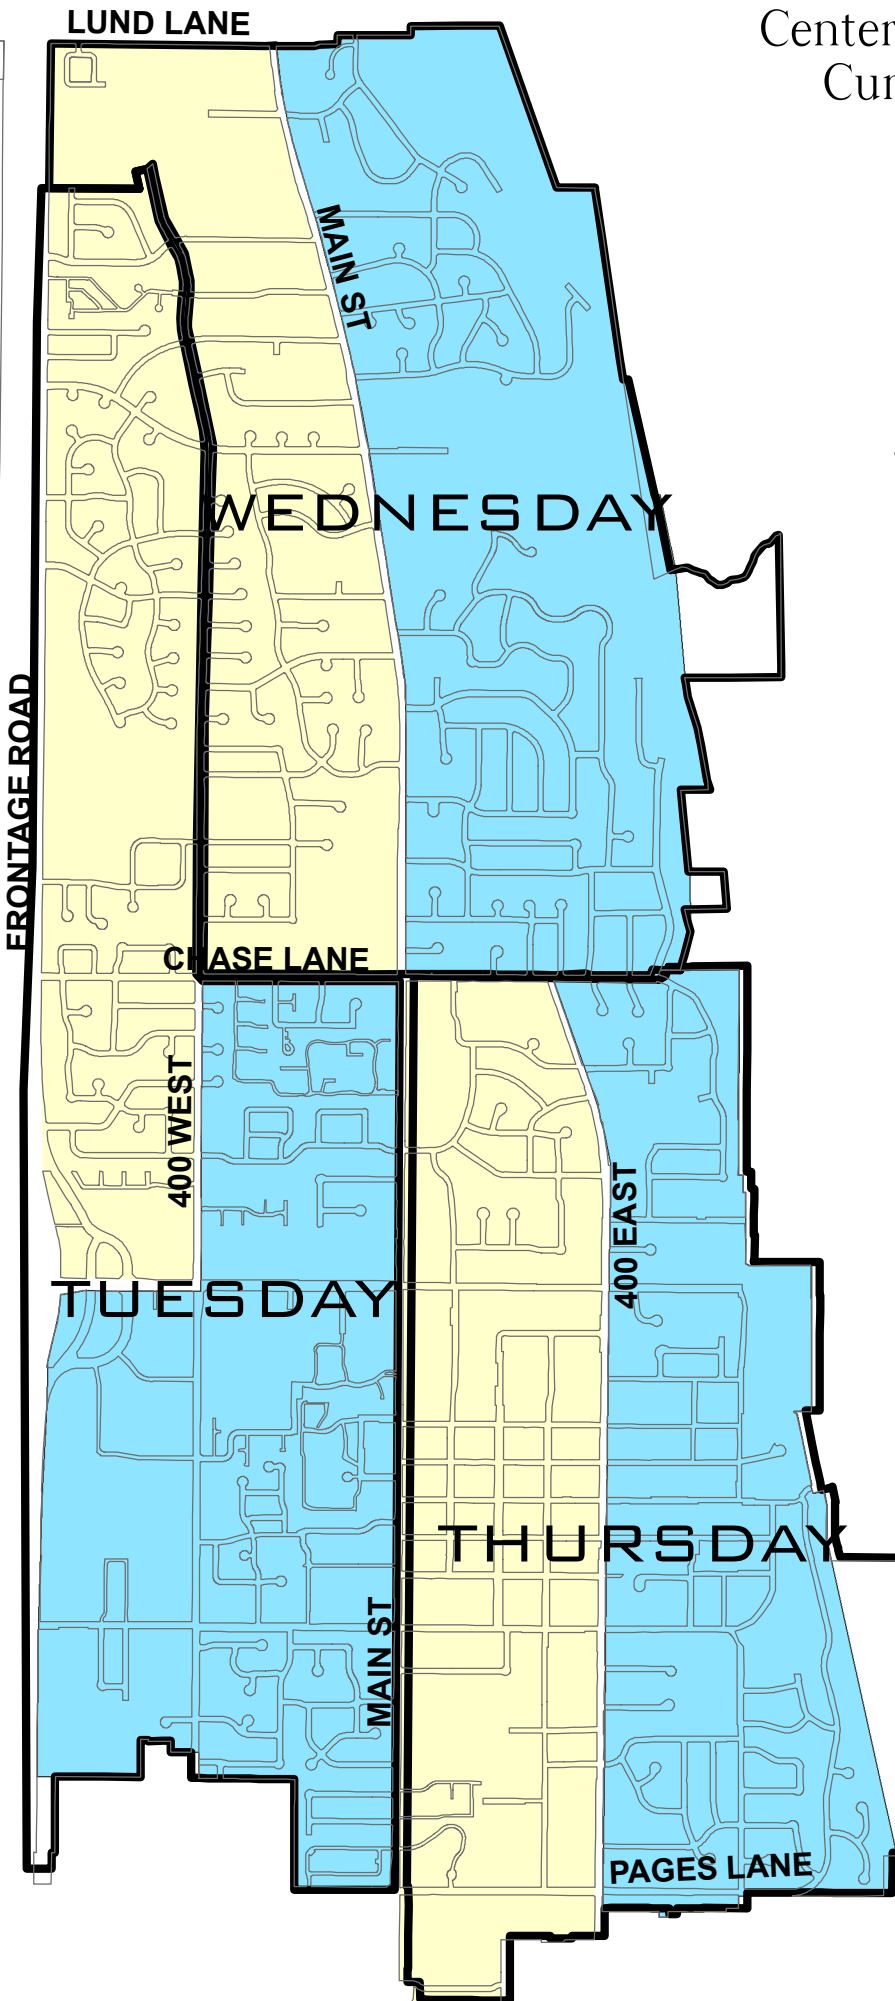 LUND LANE
Center
Cur
MAIN ST
WEDNESDAY
FRONTAGE ROAD
CHASE LANE
400 WEST
400 EAST
TUESDAY
THURSDAY
MAIN ST
PAGES LANE